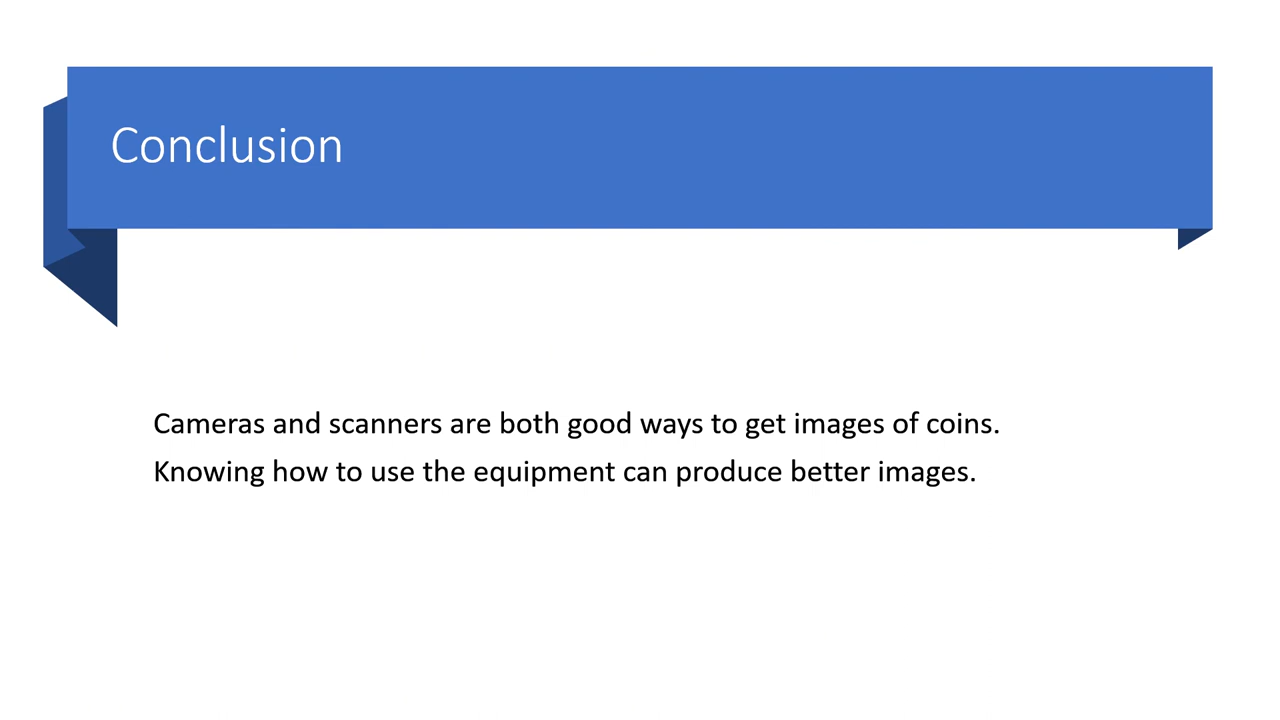 Conclusion
Cameras and scanners are both good ways to get images of coins.
Knowing how to use the equipment can produce better images.